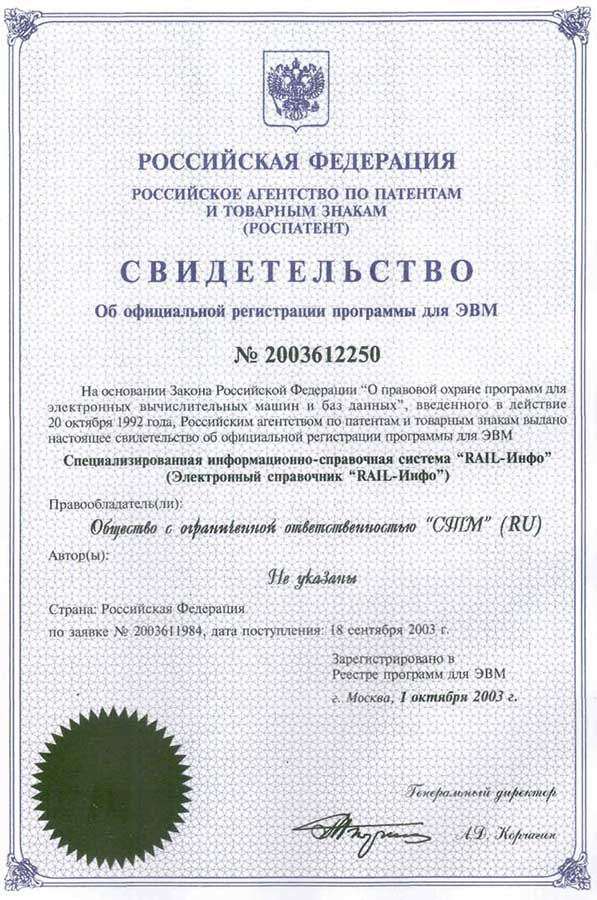 РОССИЙСКАЯ ФЕДЕРАЦИЯ
РОССИЙСКОЕ АГЕНТСТВО ПО ПАТЕНТАМ
И ТОВАРНЫМ ЗНАКАМ
(РОСПАТЕНТ)
СВИДЕТЕЛЬСТВО
Об официальной регистрации программы для ЭВМ
№ 2003612250
На основании Закона Российской Федерации “О правовой охране программ для
электронных вычислительных машин и баз данных”, введенного в действие
20 октября 1992 года, Российским агентством по патентам и товарным знакам выдано
настоящее свидетельство об официальной регистрации программы для ЭВМ
Специализированная информационно-справочная система “RAIL-Инфо”
(Электронный справочник “RAIL-Инфо”)
Правообладатель(ли):
Общество с ограниченной ответственностью “СТМ” (RU)
Автор(ы):
Не указаны
Страна: Российская Федерация
по заявке № 2003611984, дата поступления: 18 сентября 2003 г.
Зарегистрировано в
Реестре программ для ЭВМ
г. Москва, 1 октября 2003 г.
Генеральный директор
А.Д. Корчагин